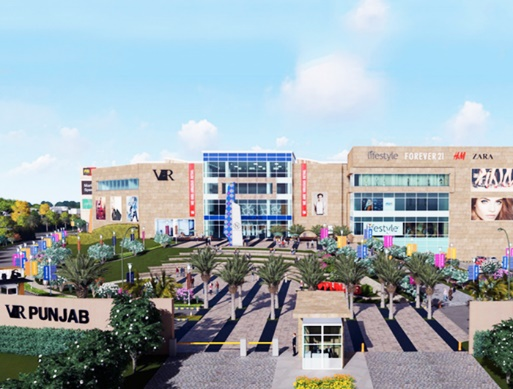 lifestyle FOREVER 21 H&M ZARA
VR
lifestyle
VR PUNJAB